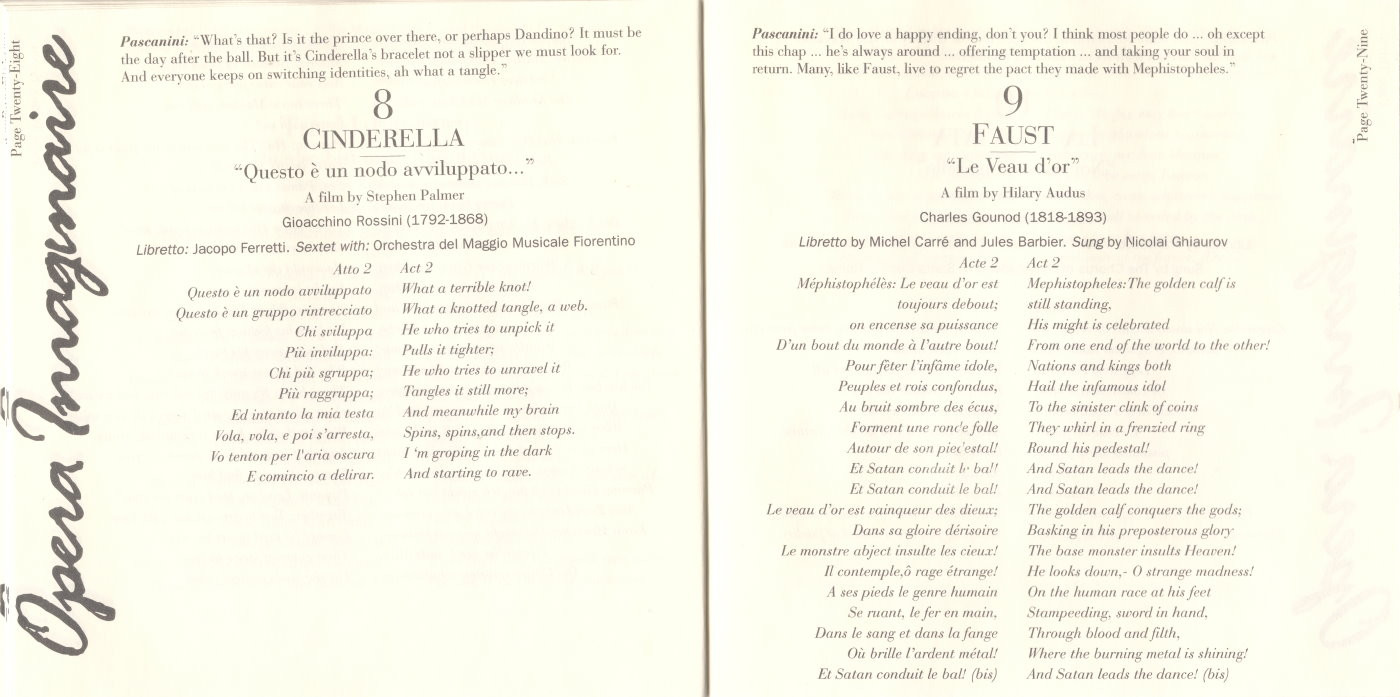 Page Twenty-Eight
Opera Imaginaire
Pascanini: “What’s that? Is it the prince over there, or perhaps Dandino? It must be
the day after the ball. But it’s Cinderella’s bracelet not a slipper we must look for.
And everyone keeps on switching identities, ah what a tangle.”
8
CINDERELLA
“Questo è un nodo avviluppato...”
A film by Stephen Palmer
Gioacchino Rossini (1792-1868)
Libretto: Jacopo Ferretti. Sextet with: Orchestra del Maggio Musicale Fiorentino
Atto 2 Act 2
Questo è un nodo avviluppato What a terrible knot!
Questo è un gruppo rintrecciato What a knotted tangle, a web.
Chi sviluppa He who tries to unpick it
Più inviluppa: Pulls it tighter;
Chi più sgruppa; He who tries to unravel it
Più raggruppa; Tangles it still more;
Ed intanto la mia testa And meanwhile my brain
Vola, vola, e poi s’arresta, Spins, spins,and then stops.
Vo tenton per l'aria oscura I ‘m groping in the dark
E comincio a delirar. And starting to rave.
Pascanini: “I do love a happy ending, don’t you? I think most people do ... oh except
this chap ... he’s always around ... offering temptation ... and taking your soul in
return. Many, like Faust, live to regret the pact they made with Mephistopheles.”
9
FAUST
“Le Veau d’or”
A film by Hilary Audus
Charles Gounod (1818-1893)
Libretto by Michel Carré and Jules Barbier. Sung by Nicolai Ghiaurov
Acte 2 Act 2
Méphistophélès: Le veau d’or est Mephistopheles: The golden calf is
toujours debout; still standing,
on encense sa puissance His might is celebrated
D’un bout du monde à l’autre bout! From one end of the world to the other!
Pour fêter l’infâme idole, Nations and kings both
Peuples et rois confondus, Hail the infamous idol
Au bruit sombre des écus, To the sinister clink of coins
Forment une ronde folle They whirl in a frenzied ring
Autour de son piedestal! Round his pedestal!
Et Satan conduit le bal! And Satan leads the dance!
Et Satan conduit le bal! And Satan leads the dance!
Le veau d’or est vainqueur des dieux; The golden calf conquers the gods;
Dans sa gloire dérisoire Basking in his preposterous glory
Le monstre abject insulte les cieux! The base monster insults Heaven!
Il contemple,ô rage étrange! He looks down,- O strange madness!
A ses pieds le genre humain On the human race at his feet
Se ruant, le fer en main, Stampeeding, sword in hand,
Dans le sang et dans la fange Through blood and filth,
Où brille l’ardent métal! Where the burning metal is shining!
Et Satan conduit le bal! (bis) And Satan leads the dance! (bis)
Page Twenty-Nine